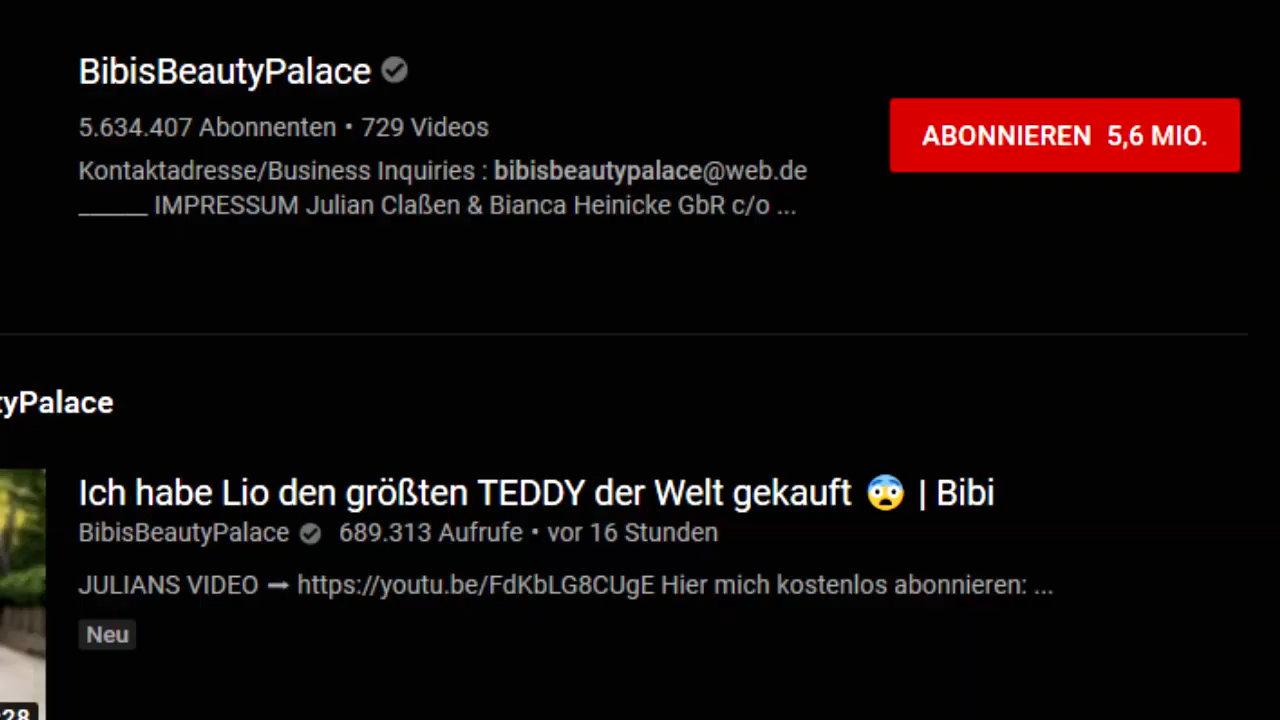 BibisBeautyPalace
5.634.407 Abonnenten • 729 Videos
ABONNIEREN 5,6 MIO.
Kontaktadresse/Business Inquiries : bibisbeautypalace@web.de
______ IMPRESSUM Julian Claßen & Bianca Heinicke GbR c/o ...
tyPalace
Ich habe Lio den größten TEDDY der Welt gekauft 😨 | Bibi
BibisBeautyPalace 689.313 Aufrufe • vor 16 Stunden
JULIANS VIDEO ➞ https://youtu.be/FdKbLG8CUgE Hier mich kostenlos abonnieren: ...
Neu
:28